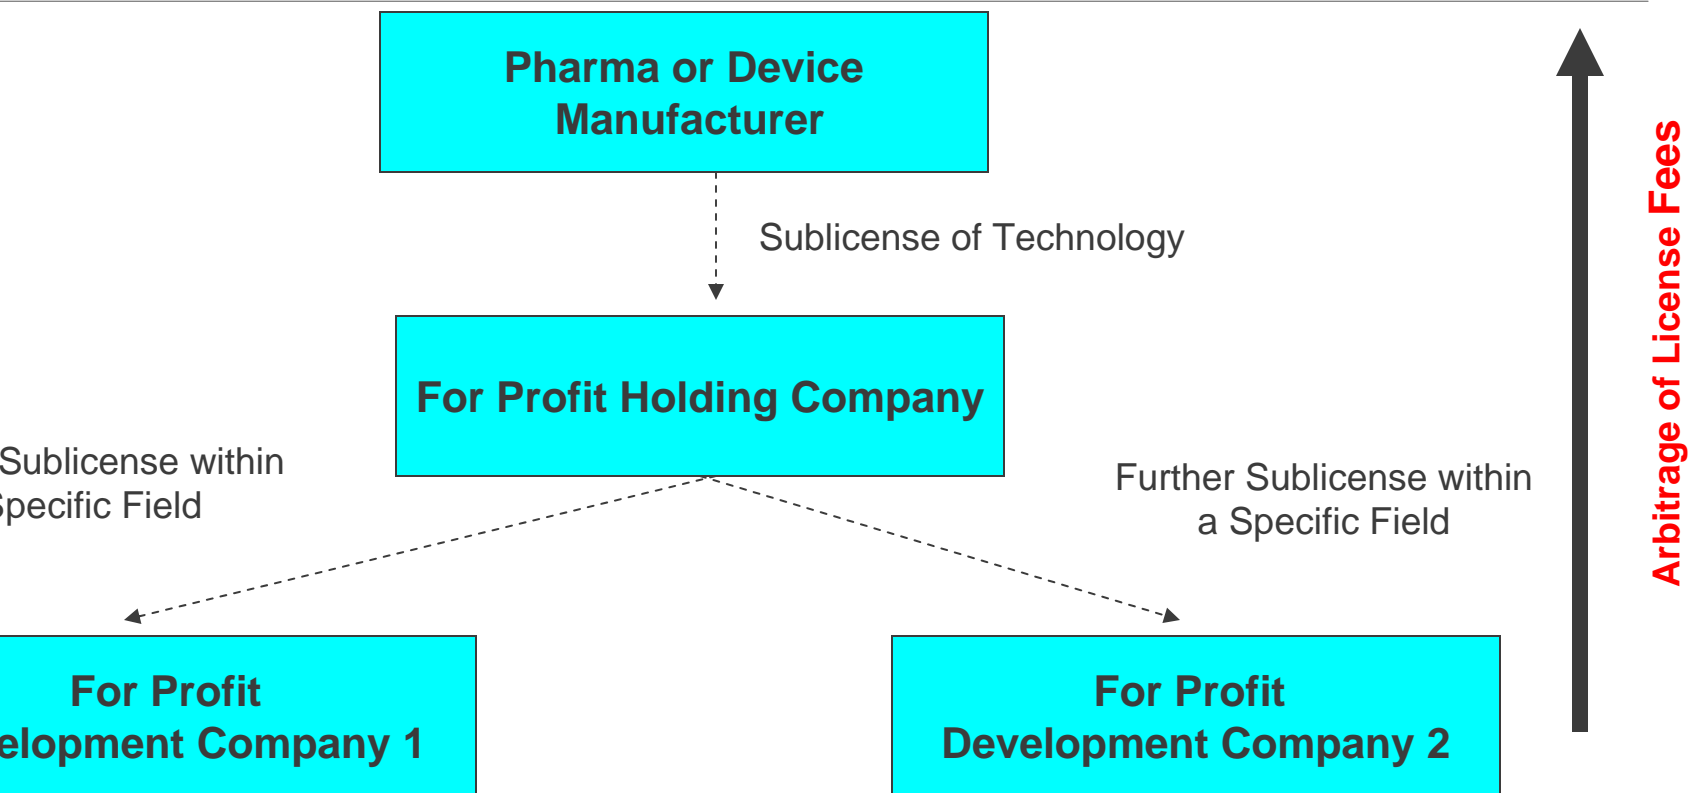 Pharma or Device
Manufacturer
Sublicense of Technology
For Profit Holding Company
Sublicense within
Specific Field
Further Sublicense within
a Specific Field
For Profit
elopment Company 1
For Profit
Development Company 2
Arbitrage of License Fees